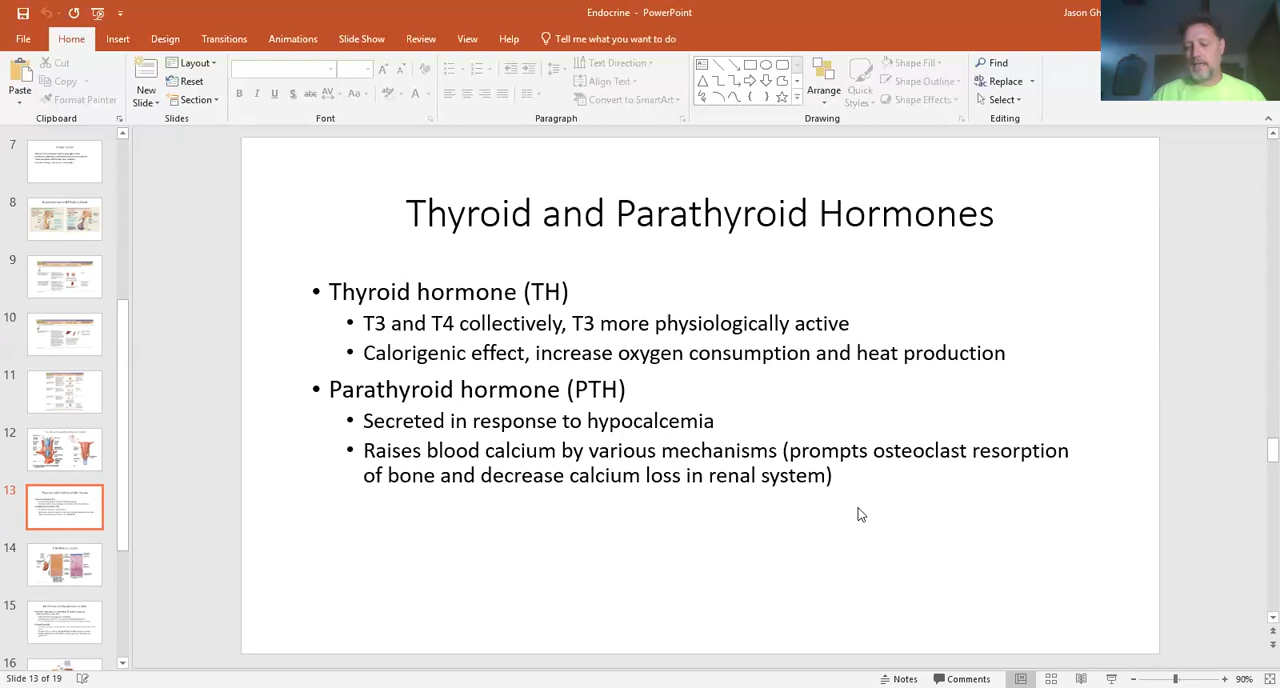 Endocrine - PowerPoint
Jason Gh
File Home Insert Design Transitions Animations Slide Show Review View Help Tell me what you want to do
Paste
Cut
Copy
Format Painter
Clipboard
New
Slide
Layout
Reset
Section
Slides
B I U S abc AV Aa A
Font
Text Direction
Align Text
Convert to SmartArt
Paragraph
Arrange
Quick
Styles
Shape Fill
Shape Outline
Shape Effects
Drawing
Find
Replace
Select
Editing
7
8
9
10
11
12
13
14
15
16
Thyroid and Parathyroid Hormones
• Thyroid hormone (TH)
• T3 and T4 collectively, T3 more physiologically active
• Calorigenic effect, increase oxygen consumption and heat production
• Parathyroid hormone (PTH)
• Secreted in response to hypocalcemia
• Raises blood calcium by various mechanisms (prompts osteoclast resorption
of bone and decrease calcium loss in renal system)
Slide 13 of 19
Notes
Comments
90%